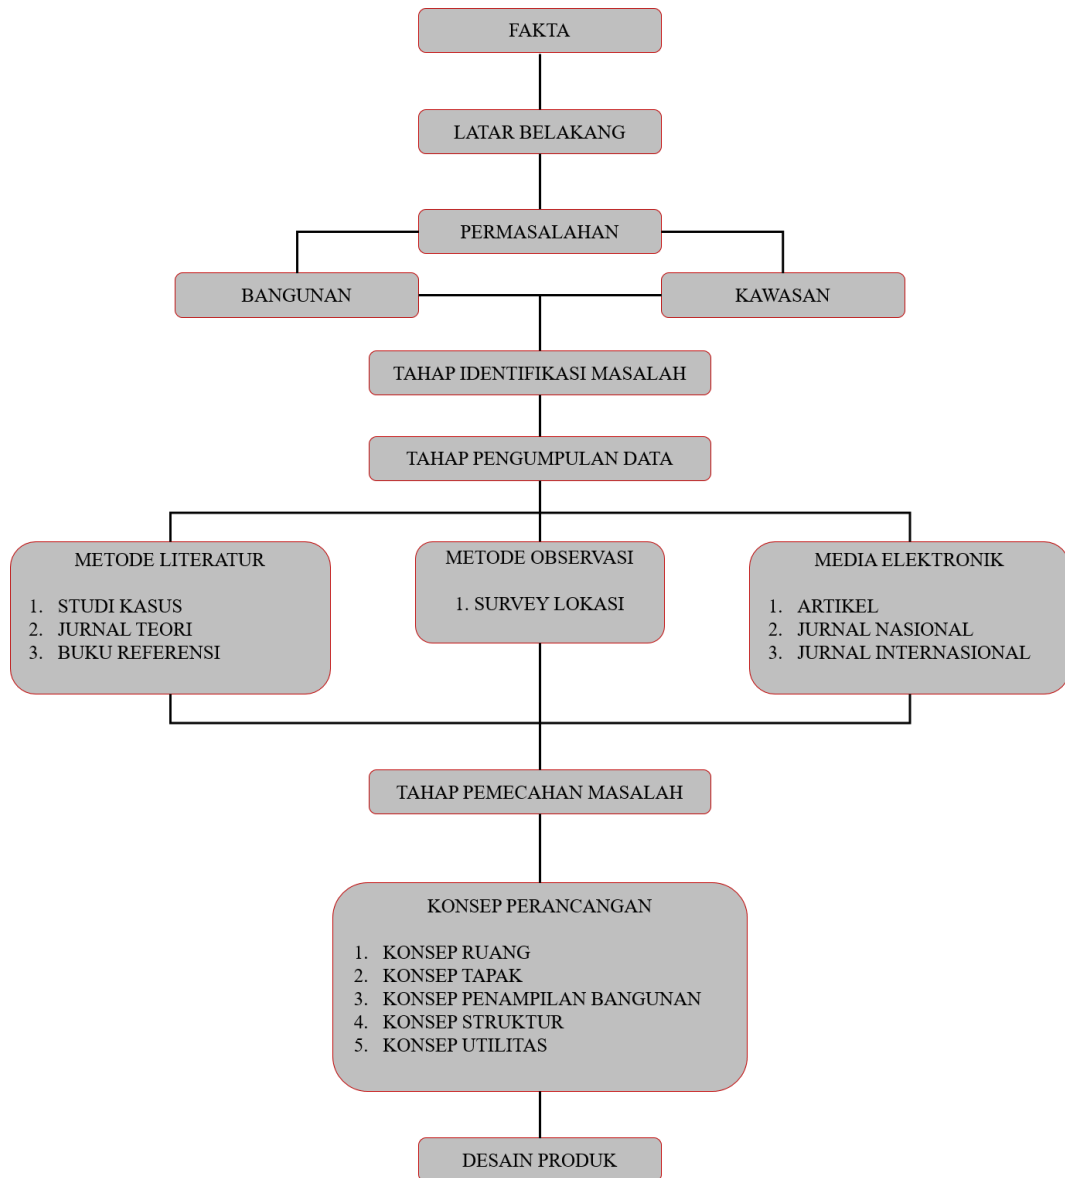 FAKTA
LATAR BELAKANG
PERMASALAHAN
BANGUNAN
KAWASAN
TAHAP IDENTIFIKASI MASALAH
TAHAP PENGUMPULAN DATA
METODE LITERATUR
1. STUDI KASUS
2. JURNAL TEORI
3. BUKU REFERENSI
METODE OBSERVASI
1. SURVEY LOKASI
MEDIA ELEKTRONIK
1. ARTIKEL
2. JURNAL NASIONAL
3. JURNAL INTERNASIONAL
TAHAP PEMECAHAN MASALAH
KONSEP PERANCANGAN
1. KONSEP RUANG
2. KONSEP TAPAK
3. KONSEP PENAMPILAN BANGUNAN
4. KONSEP STRUKTUR
5. KONSEP UTILITAS
DESAIN PRODUK